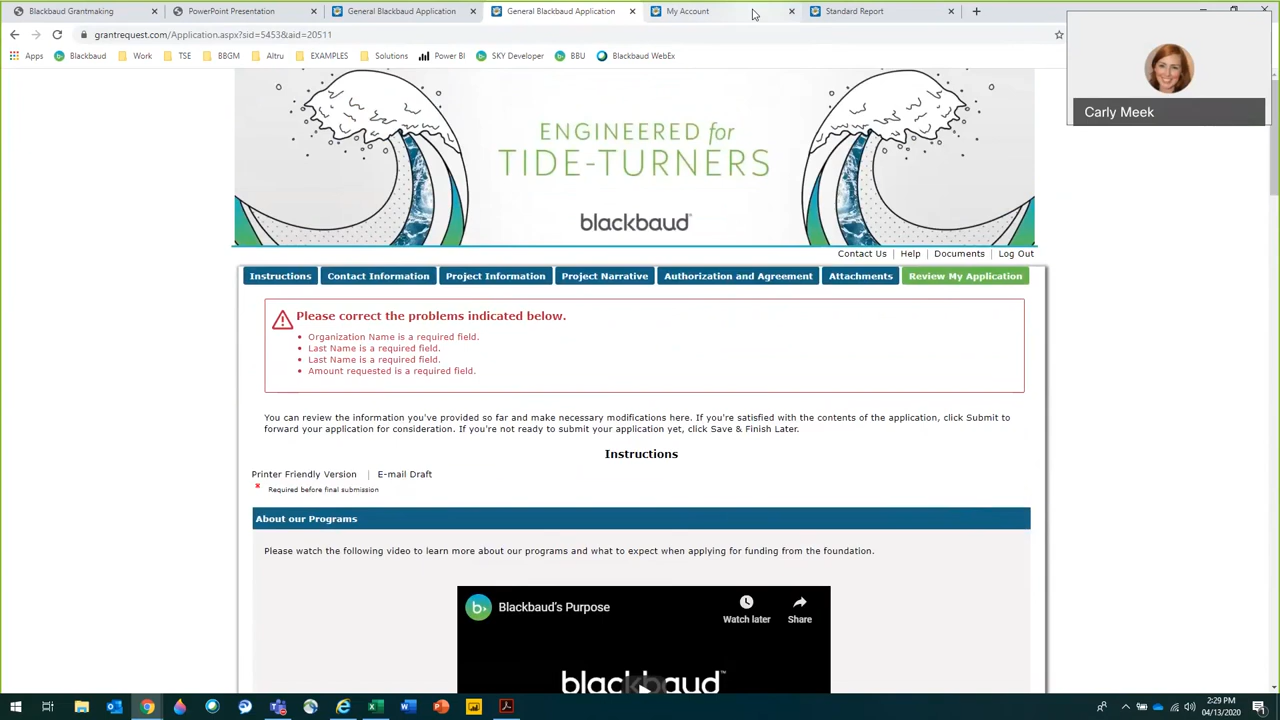 Blackbaud Grantmaking
PowerPoint Presentation
General Blackbaud Application
General Blackbaud Application
My Account
Standard Report
grantrequest.com/Application.aspx?sid=5453&aid=20511
Apps
Blackbaud
Work
TSE
BBGM
Altru
EXAMPLES
Solutions
Power BI
SKY Developer
BBU
Blackbaud WebEx
Carly Meek
ENGINEERED for
TIDE-TURNERS
blackbaud®
Contact Us | Help | Documents | Log Out
Instructions
Contact Information
Project Information
Project Narrative
Authorization and Agreement
Attachments
Review My Application
Please correct the problems indicated below.
• Organization Name is a required field.
• Last Name is a required field.
• Last Name is a required field.
• Amount requested is a required field.
You can review the information you've provided so far and make necessary modifications here. If you're satisfied with the contents of the application, click Submit to
forward your application for consideration. If you're not ready to submit your application yet, click Save & Finish Later.
Instructions
Printer Friendly Version | E-mail Draft
* Required before final submission
About our Programs
Please watch the following video to learn more about our programs and what to expect when applying for funding from the foundation.
Blackbaud's Purpose
Watch later
Share
blackbaud™
2:29 PM
04/13/2020